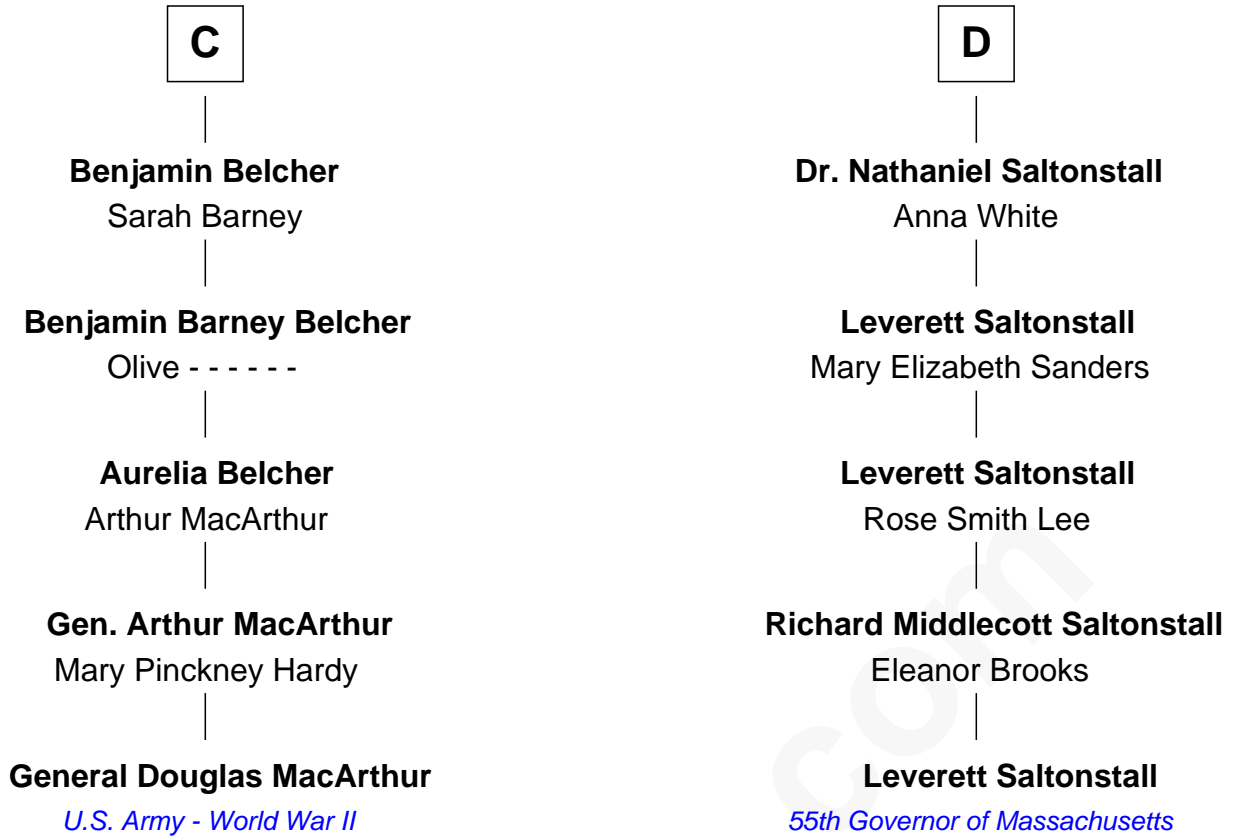 C
Benjamin Belcher
Sarah Barney
Benjamin Barney Belcher
Olive - - - - - -
Aurelia Belcher
Arthur MacArthur
Gen. Arthur MacArthur
Mary Pinckney Hardy
General Douglas MacArthur
U.S. Army - World War II
D
Dr. Nathaniel Saltonstall
Anna White
Leverett Saltonstall
Mary Elizabeth Sanders
Leverett Saltonstall
Rose Smith Lee
Richard Middlecott Saltonstall
Eleanor Brooks
Leverett Saltonstall
55th Governor of Massachusetts
com